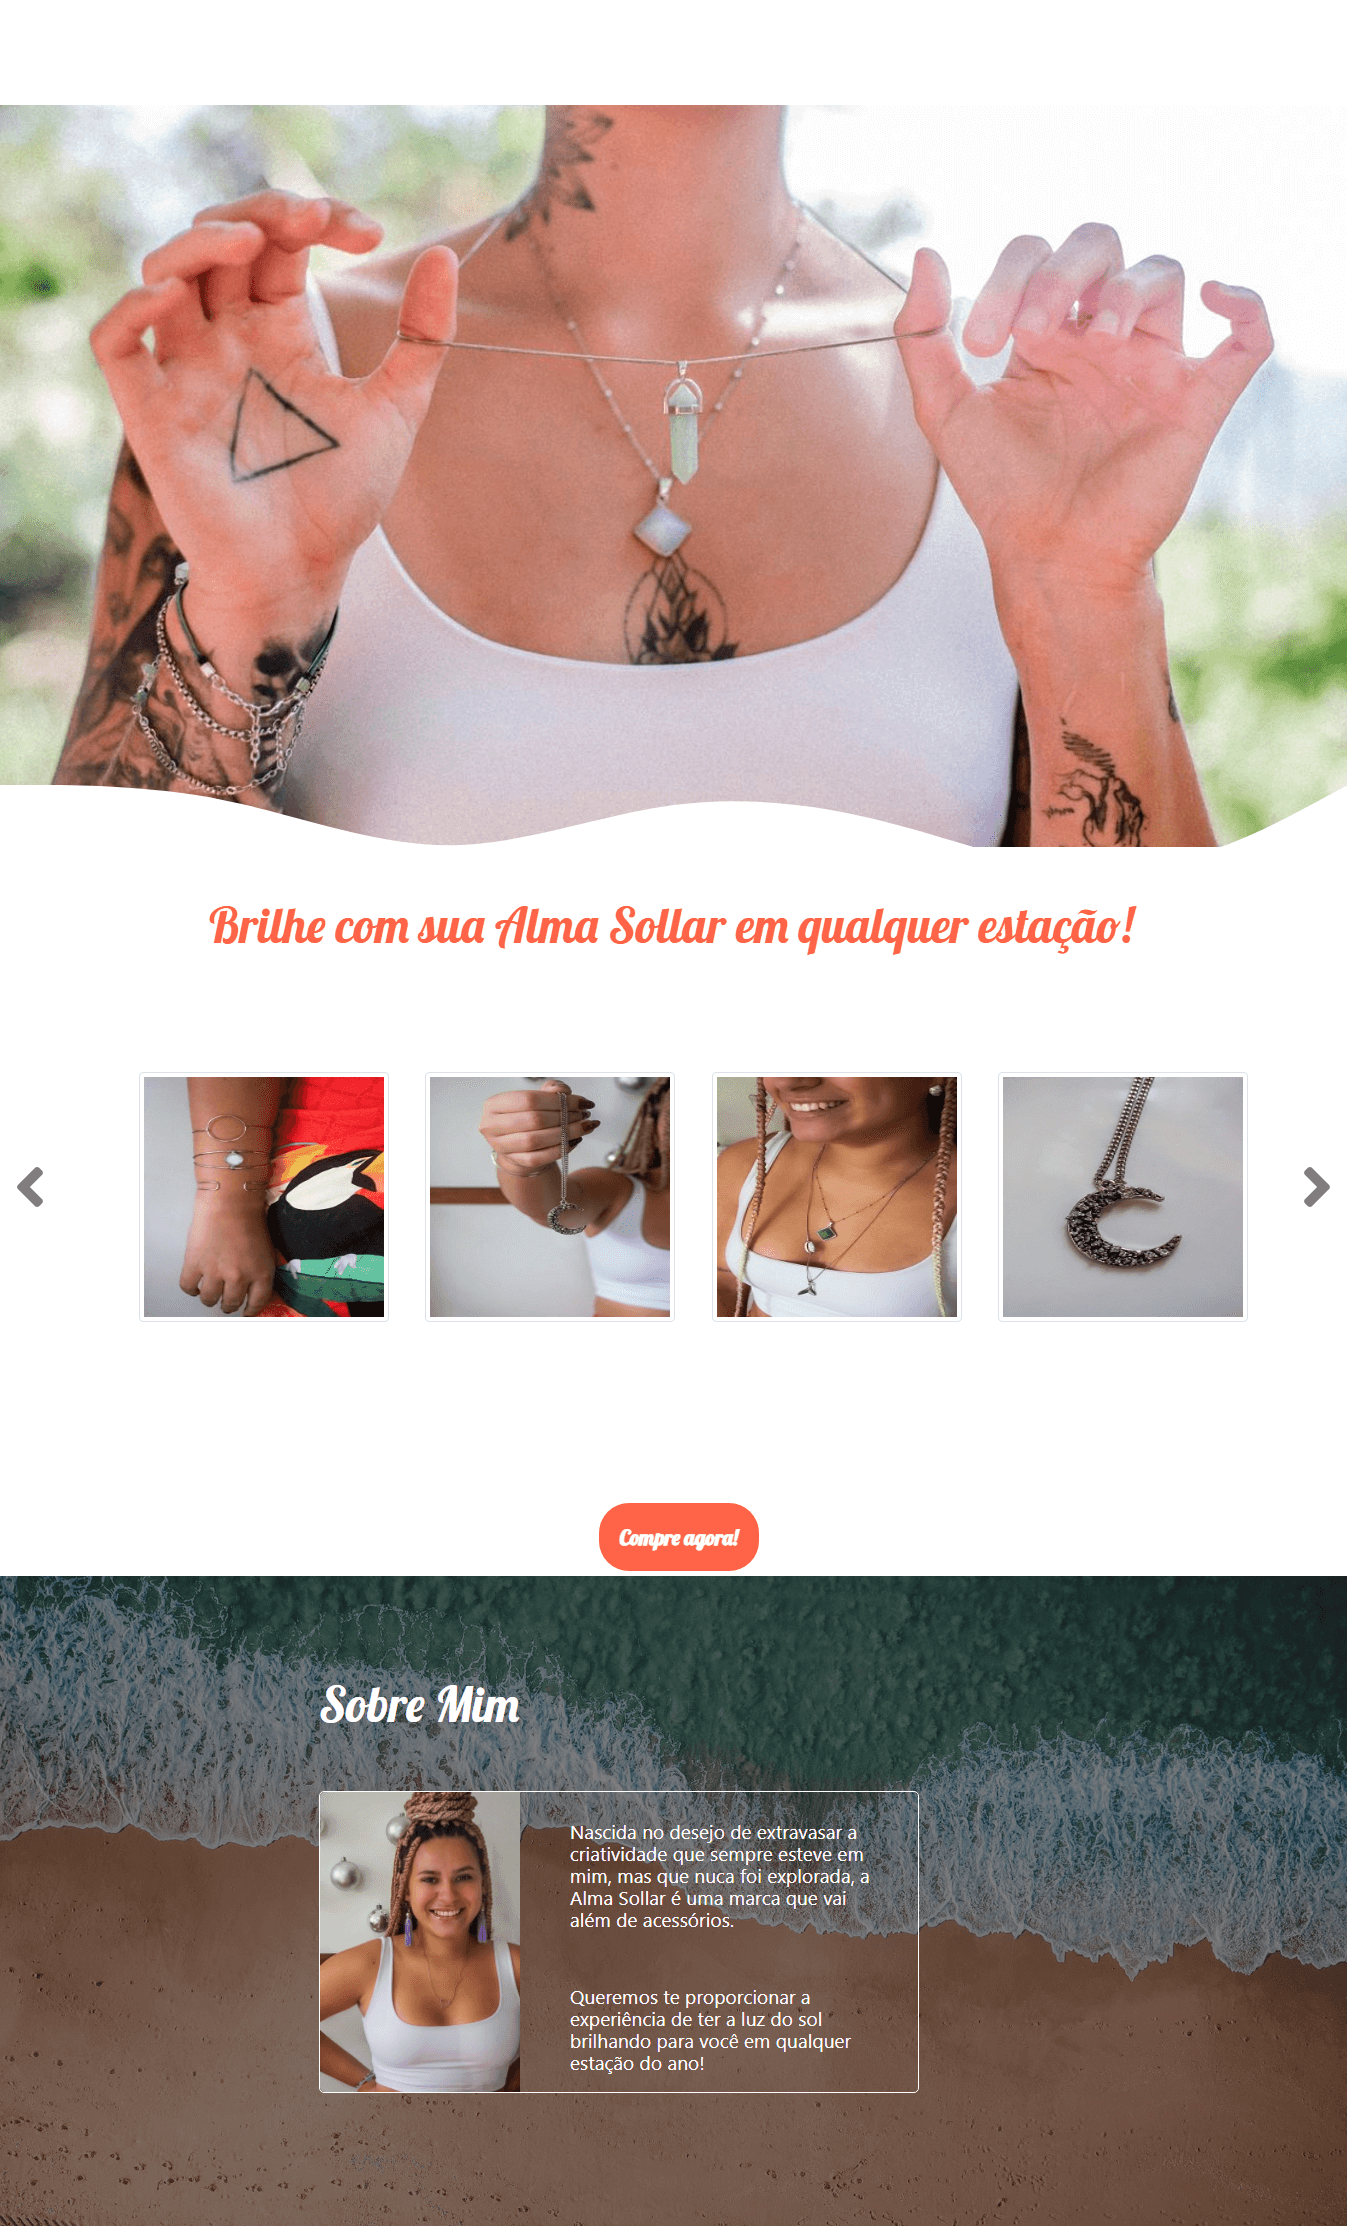 Brilhe com sua Alma Sollar em qualquer estação!
Compre agora!
Sobre Mim
Nascida no desejo de extravasar a
criatividade que sempre esteve em
mim, mas que nuca foi explorada, a
Alma Sollar é uma marca que vai
além de acessórios.
Queremos te proporcionar a
experiência de ter a luz do sol
brilhando para você em qualquer
estação do ano!